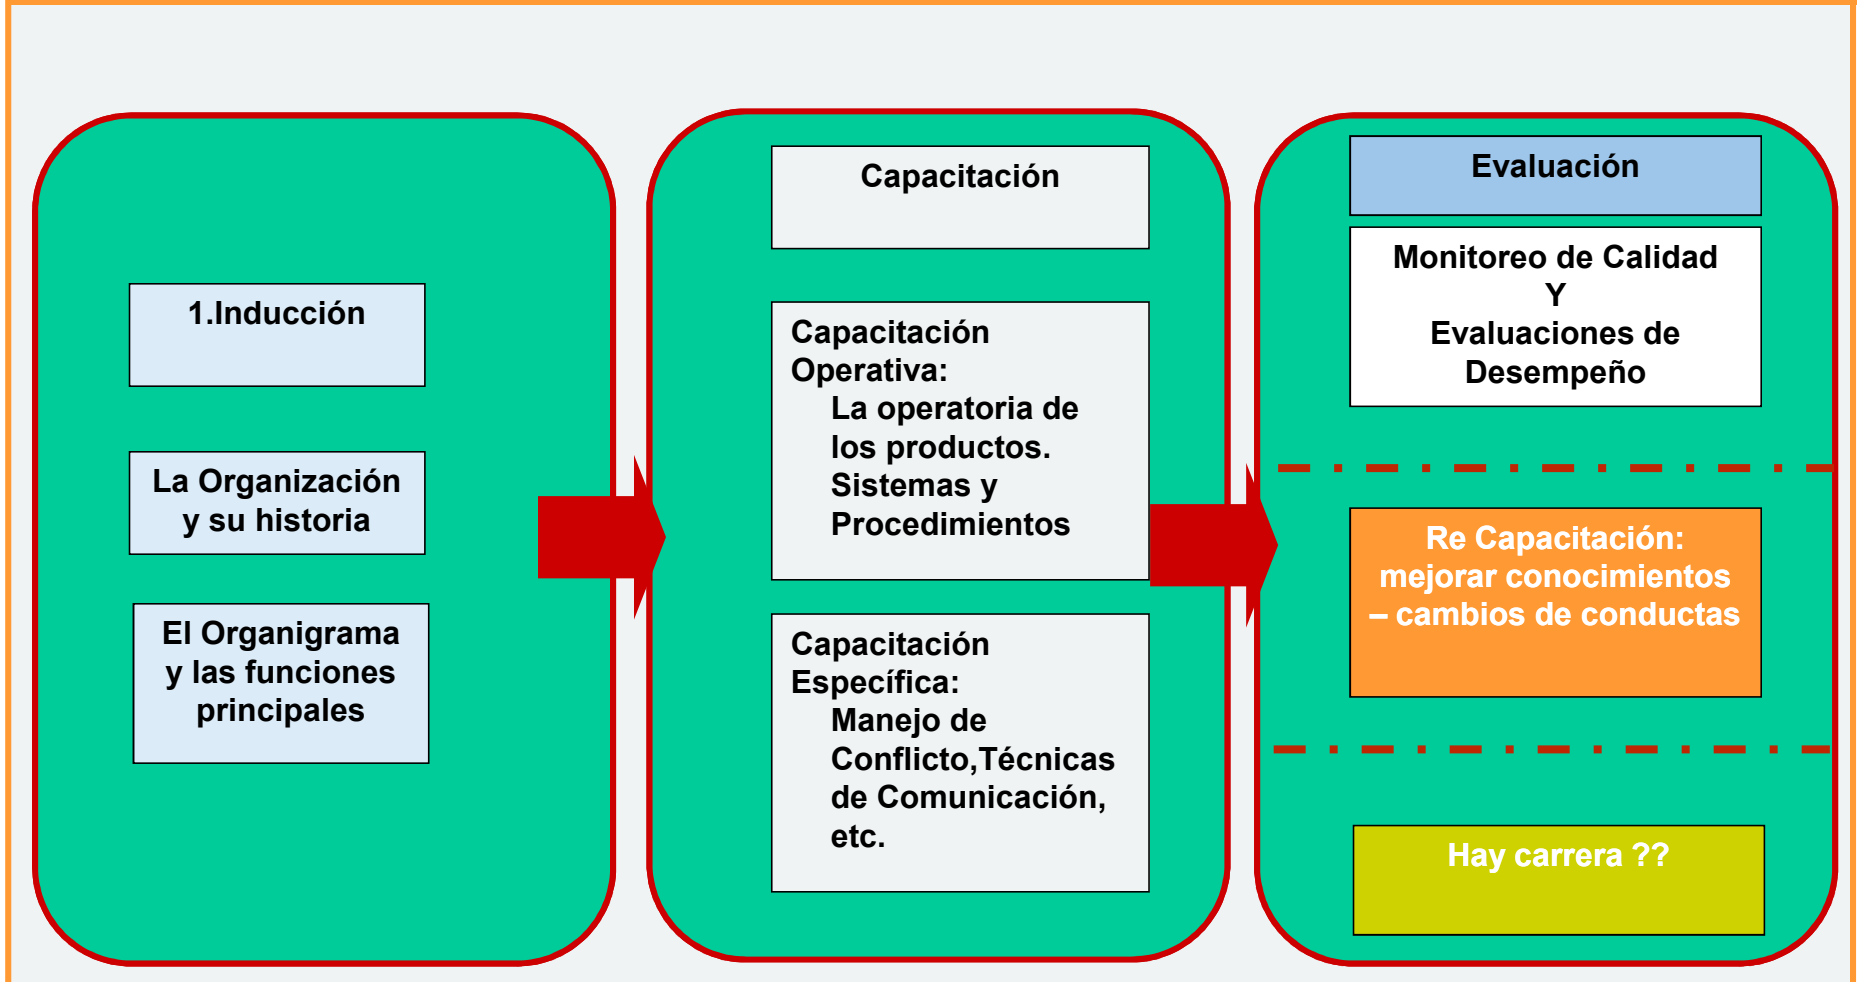 1.Inducción
La Organización
y su historia
El Organigrama
y las funciones
principales
Capacitación
Capacitación
Operativa:
La operatoria de
los productos.
Sistemas y
Procedimientos
Capacitación
Específica:
Manejo de
Conflicto,Técnicas
de Comunicación,
etc.
Evaluación
Monitoreo de Calidad
Y
Evaluaciones de
Desempeño
Re Capacitación:
mejorar conocimientos
– cambios de conductas
Hay carrera ??